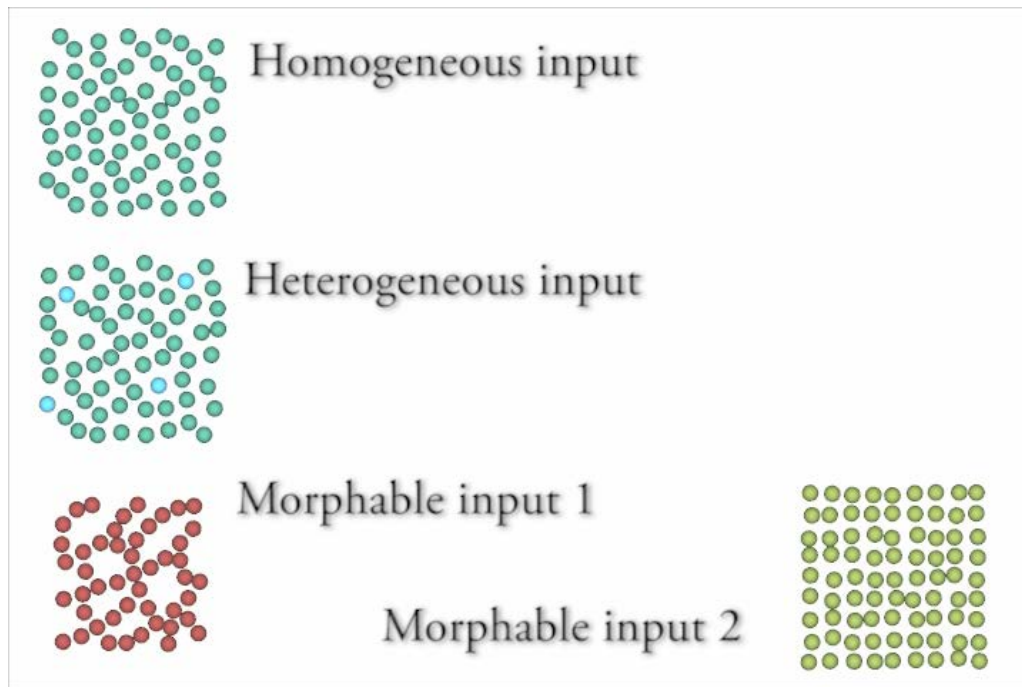 Homogeneous input
Heterogeneous input
Morphable input 1
Morphable input 2